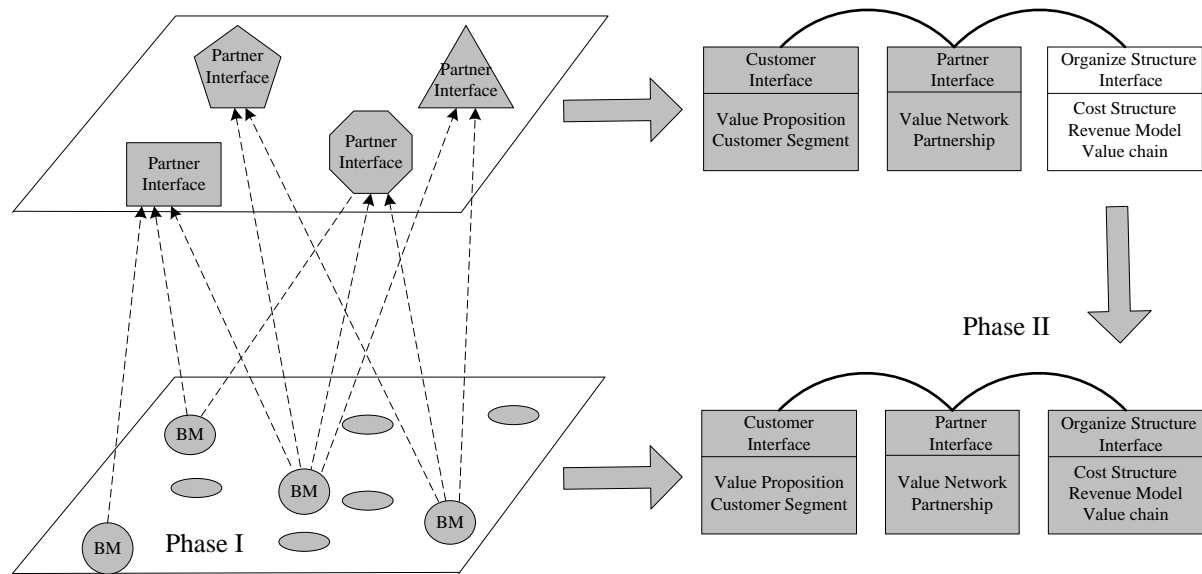 Partner
Interface
Partner
Interface
Partner
Interface
Partner
Interface
BM
BM
BM
BM
Phase I
Customer
Interface
Value Proposition
Customer Segment
Partner
Interface
Value Network
Partnership
Organize Structure
Interface
Cost Structure
Revenue Model
Value chain
Phase II
Customer
Interface
Value Proposition
Customer Segment
Partner
Interface
Value Network
Partnership
Organize Structure
Interface
Cost Structure
Revenue Model
Value chain